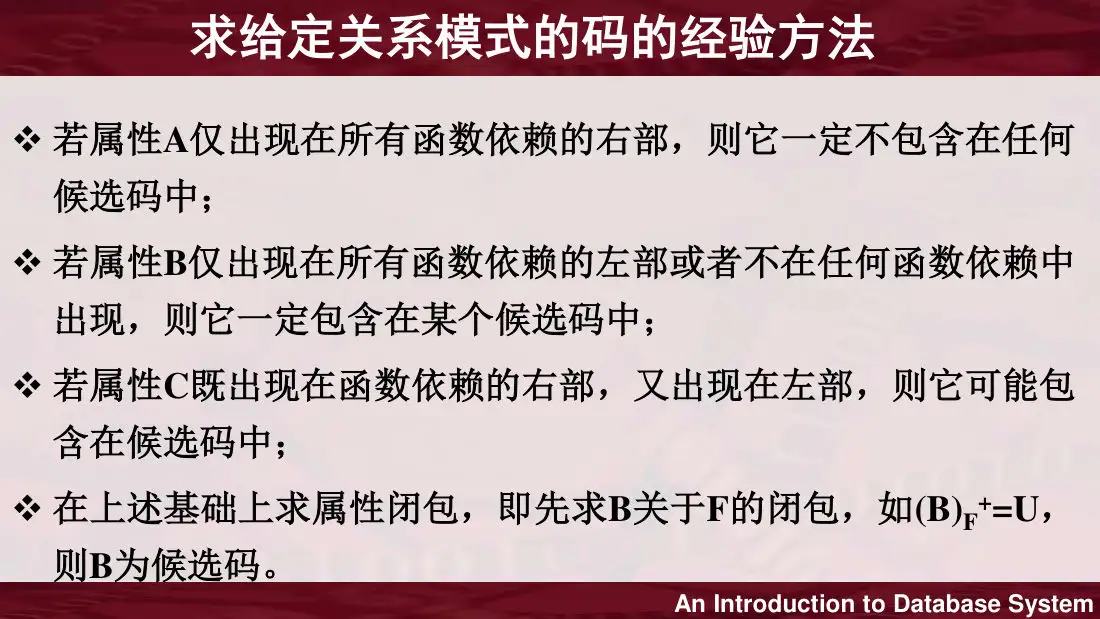 求给定关系模式的码的经验方法
❖ 若属性A仅出现在所有函数依赖的右部，则它一定不包含在任何
候选码中；
❖ 若属性B仅出现在所有函数依赖的左部或者不在任何函数依赖中
出现，则它一定包含在某个候选码中；
❖ 若属性C既出现在函数依赖的右部，又出现在左部，则它可能包
含在候选码中；
❖ 在上述基础上求属性闭包，即先求B关于F的闭包，如(B)F+=U，
则B为候选码。
An Introduction to Database System